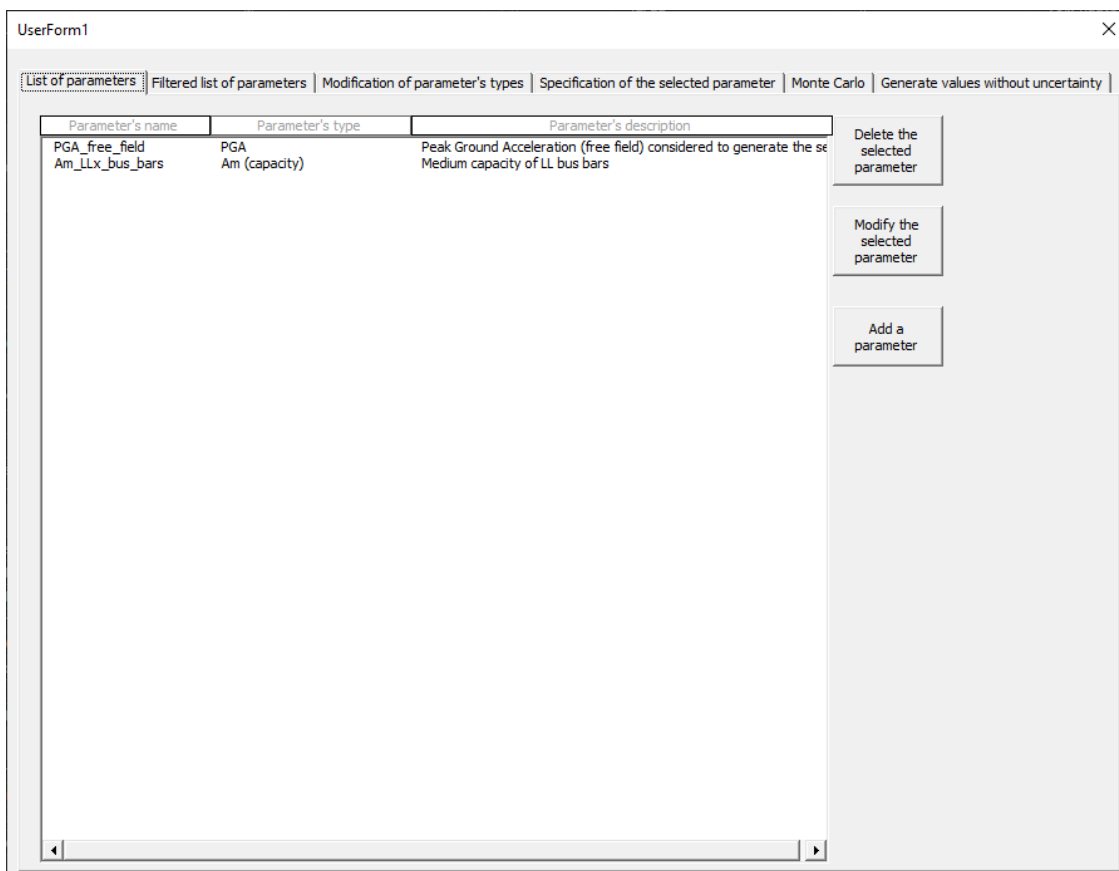 UserForm1
List of parameters Filtered list of parameters Modification of parameter's types Specification of the selected parameter Monte Carlo Generate values without uncertainty
Parameter's name Parameter's type Parameter's description
PGA_free_field PGA Peak Ground Acceleration (free field) considered to generate the se
Am_LLx_bus_bars Am (capacity) Medium capacity of LL bus bars
Delete the
selected
parameter
Modify the
selected
parameter
Add a
parameter